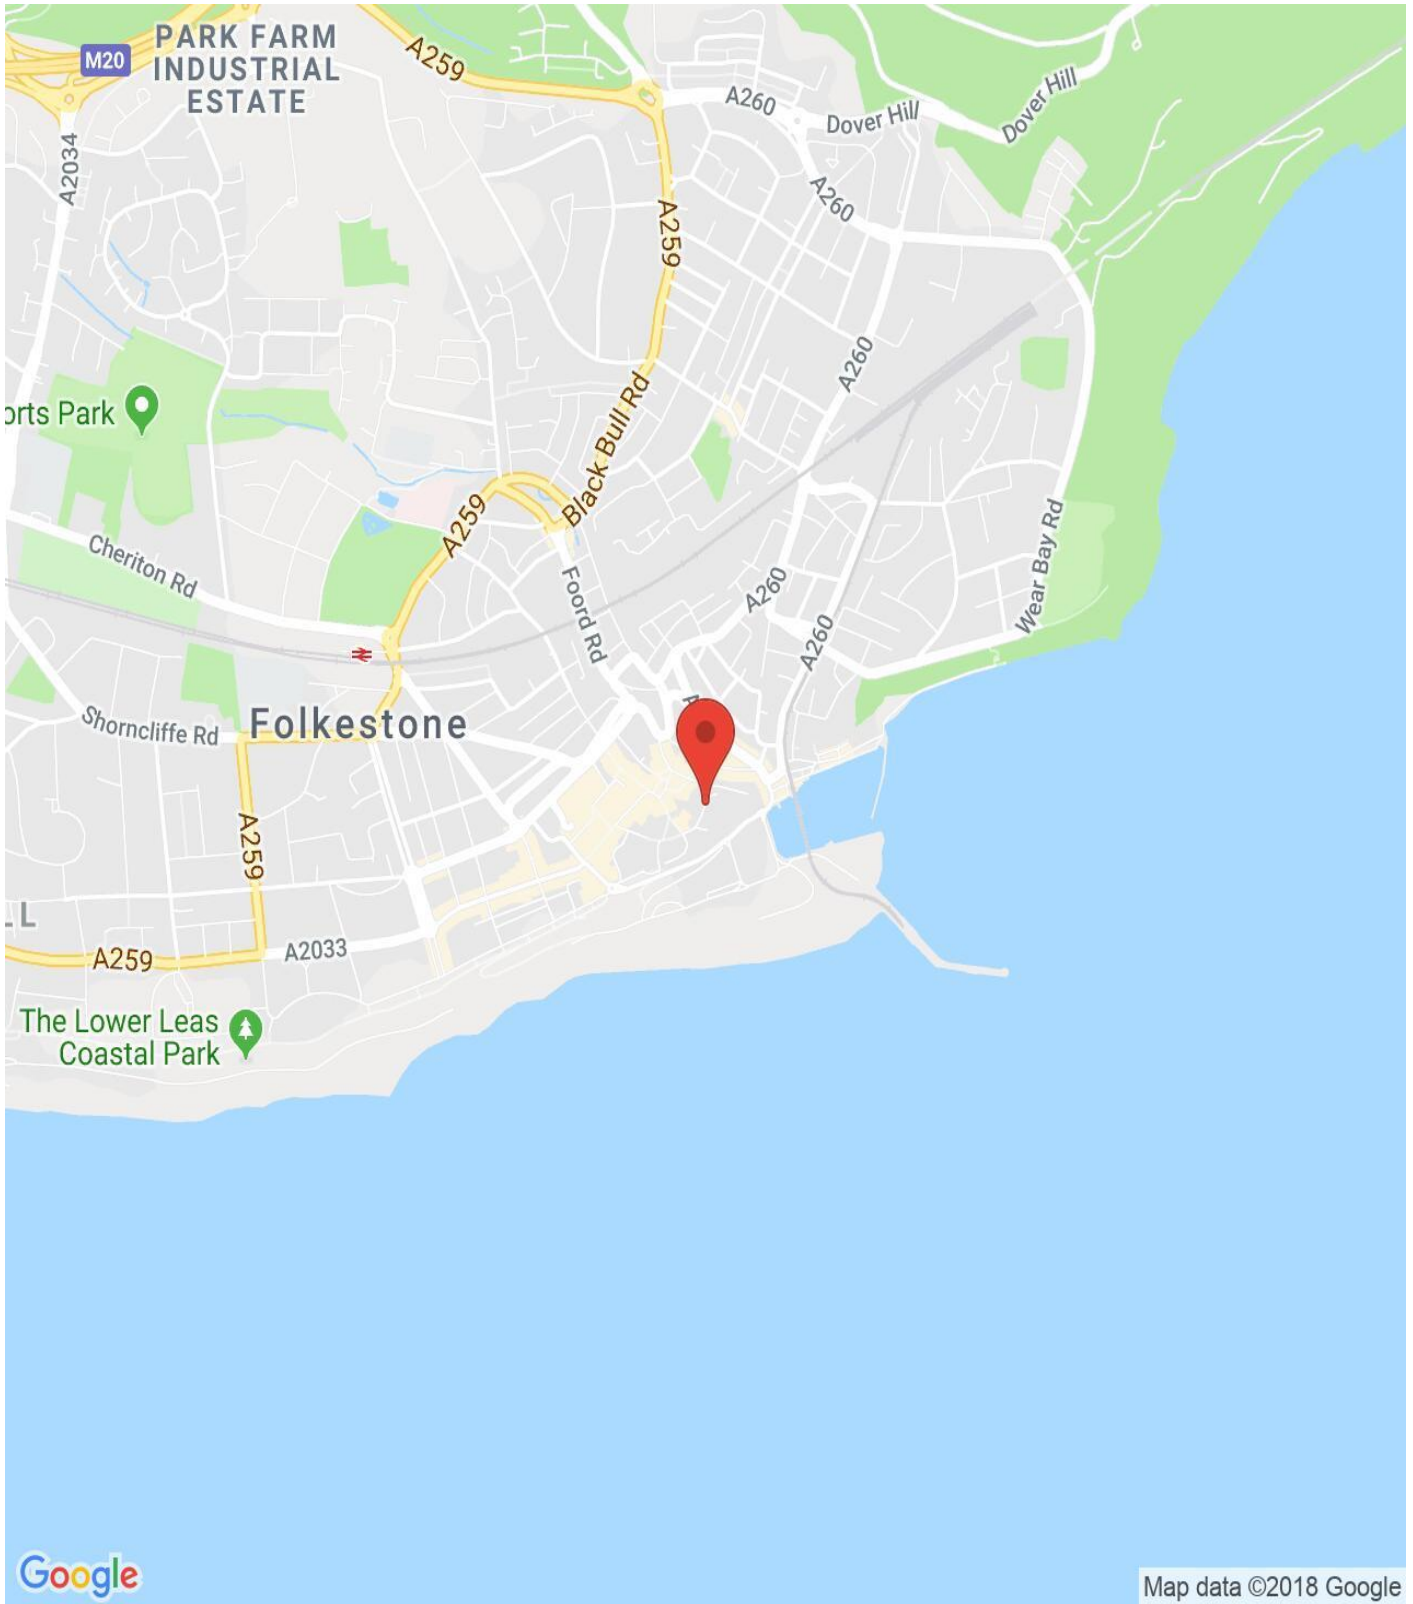 PARK FARM
INDUSTRIAL
ESTATE
M20
A259
A260
Dover Hill
Dover Hill
A2034
A260
A259
A260
orts Park
Black Bull Rd
A259
Wear Bay Rd
Cheriton Rd
Foord Rd
A260
A260
Shorncliffe Rd
Folkestone
A
A259
LL
A2033
A259
The Lower Leas
Coastal Park
Google
Map data ©2018 Google